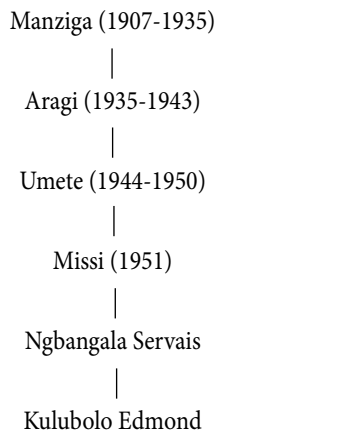 Manziga (1907-1935)
Aragi (1935-1943)
Umete (1944-1950)
Missi (1951)
Ngbangala Servais
Kulubolo Edmond